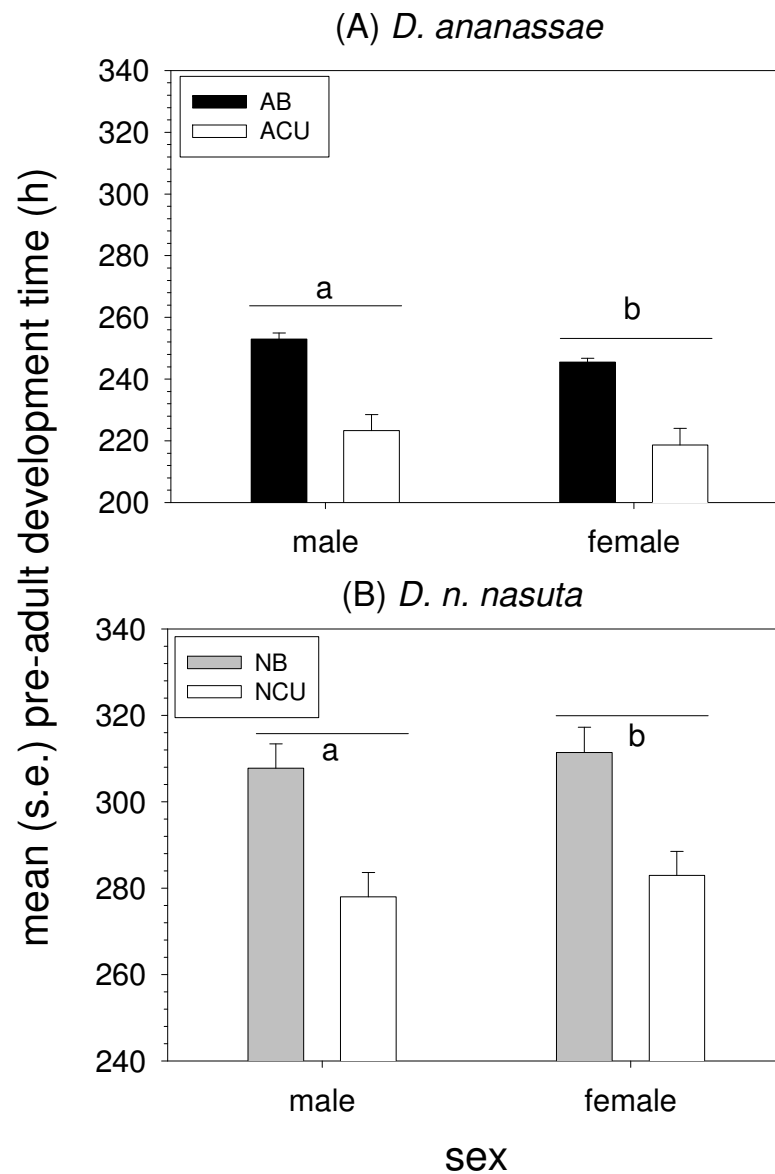 (A) D. ananassae
340
320
300
280
260
240
220
200
AB
ACU
a
b
male
female
mean (s.e.) pre-adult development time (h)
(B) D. n. nasuta
340
320
300
280
260
240
NB
NCU
a
b
male
female
sex